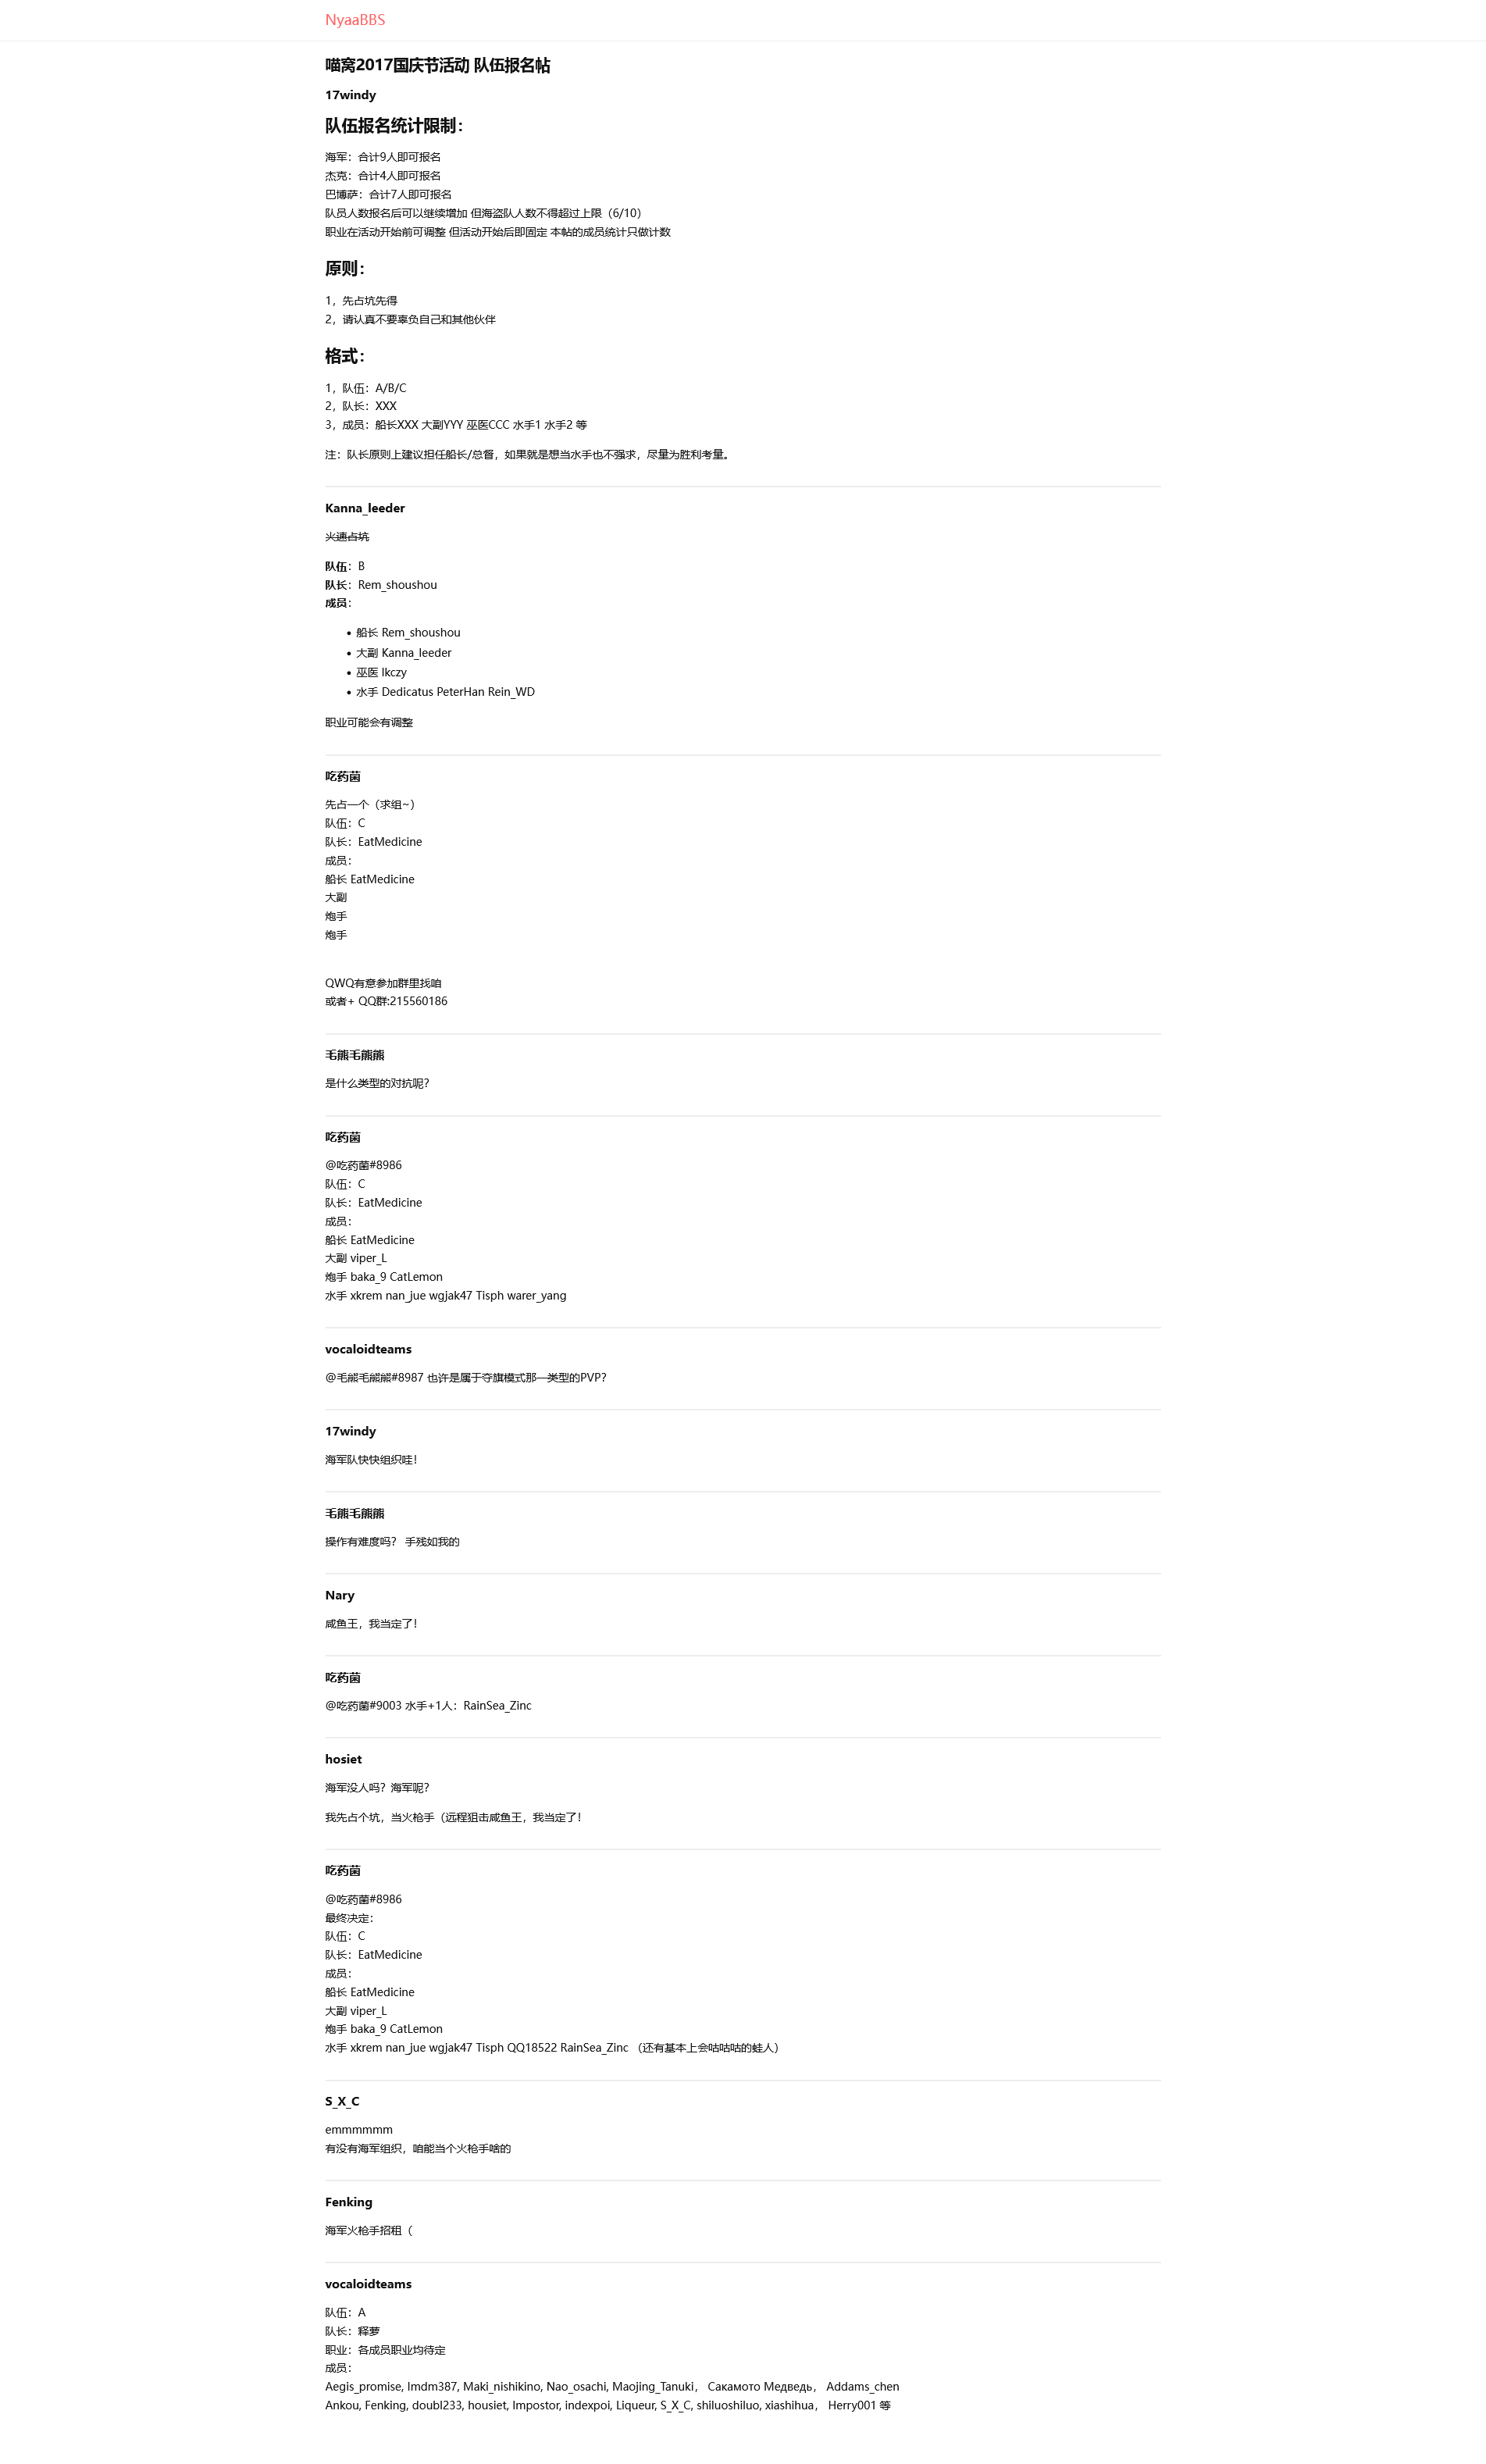 NyaaBBS
喵窝2017国庆节活动 队伍报名帖
17windy
队伍报名统计限制：
海军：合计9人即可报名
杰克：合计4人即可报名
巴博萨：合计7人即可报名
队员人数报名后可以继续增加 但海盗队人数不得超过上限（6/10）
职业在活动开始前可调整 但活动开始后即固定 本帖的成员统计只做计数
原则：
1，先占坑先得
2，请认真不要辜负自己和其他伙伴
格式：
1，队伍：A/B/C
2，队长：XXX
3，成员：船长XXX 大副YYY 巫医CCC 水手1 水手2 等
注：队长原则上建议担任船长/总督，如果就是想当水手也不强求，尽量为胜利考量。
Kanna_leeder
火速占坑
队伍：B
队长：Rem_shoushou
成员：
• 船长 Rem_shoushou
• 大副 Kanna_leeder
• 巫医 lkczy
• 水手 Dedicatus PeterHan Rein_WD
职业可能会有调整
吃药菌
先占一个（求组~）
队伍：C
队长：EatMedicine
成员：
船长 EatMedicine
大副
炮手
炮手
QWQ有意参加群里找咱
或者+ QQ群:215560186
毛熊毛熊熊
是什么类型的对抗呢？
吃药菌
@吃药菌#8986
队伍：C
队长：EatMedicine
成员：
船长 EatMedicine
大副 viper_L
炮手 baka_9 CatLemon
水手 xkrem nan_jue wgjak47 Tisph warer_yang
vocaloidteams
@毛熊毛熊熊#8987 也许是属于夺旗模式那一类型的PVP？
17windy
海军队快快组织哇！
毛熊毛熊熊
操作有难度吗？ 手残如我的
Nary
咸鱼王，我当定了！
吃药菌
@吃药菌#9003 水手+1人：RainSea_Zinc
hosiet
海军没人吗？海军呢？
我先占个坑，当火枪手（远程狙击咸鱼王，我当定了！
吃药菌
@吃药菌#8986
最终决定：
队伍：C
队长：EatMedicine
成员：
船长 EatMedicine
大副 viper_L
炮手 baka_9 CatLemon
水手 xkrem nan_jue wgjak47 Tisph QQ18522 RainSea_Zinc （还有基本上会咕咕咕的蛙人）
S_X_C
emmmmmm
有没有海军组织，咱能当个火枪手啥的
Fenking
海军火枪手招租（
vocaloidteams
队伍：A
队长：释萝
职业：各成员职业均待定
成员：
Aegis_promise, Imdm387, Maki_nishikino, Nao_osachi, Maojing_Tanuki， Сакамото Медведь， Addams_chen
Ankou, Fenking, doubl233, housiet, Impostor, indexpoi, Liqueur, S_X_C, shiluoshiluo, xiashihua， Herry001 等